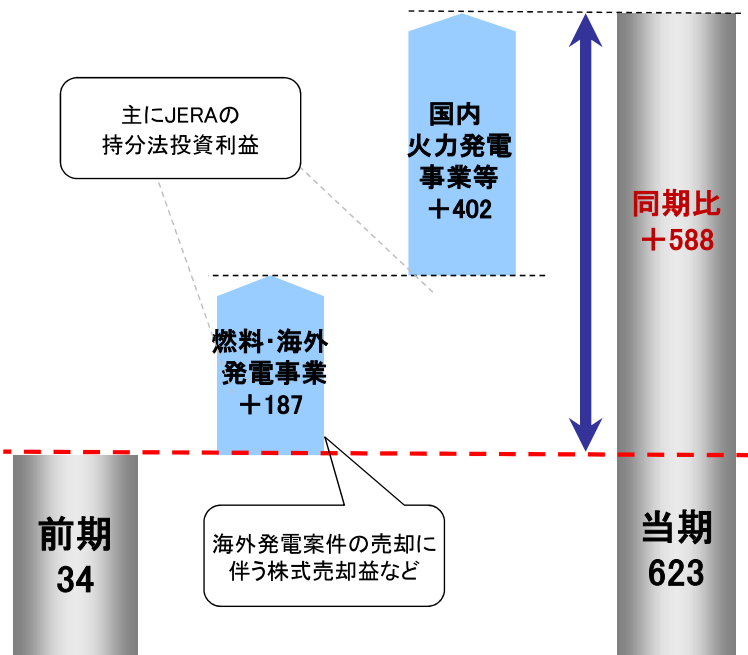 主にJERAの
持分法投資利益
国内
火力発電
事業等
＋402
同期比
＋588
燃料･海外
発電事業
＋187
前期
34
海外発電案件の売却に
伴う株式売却益など
当期
623